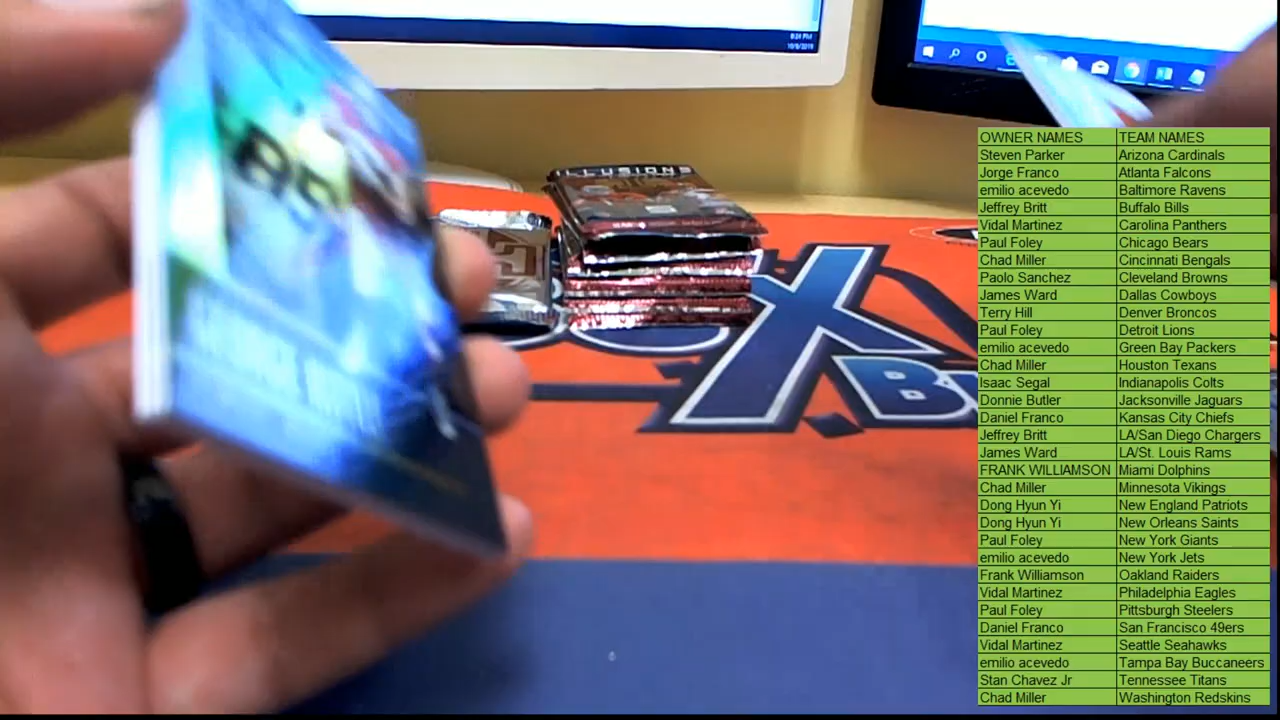 8:31 PM
10/8/2019
ILLUSIONS
X
OWNER NAMES TEAM NAMES
Steven Parker Arizona Cardinals
Jorge Franco Atlanta Falcons
emilio acevedo Baltimore Ravens
Jeffrey Britt Buffalo Bills
Vidal Martinez Carolina Panthers
Paul Foley Chicago Bears
Chad Miller Cincinnati Bengals
Paolo Sanchez Cleveland Browns
James Ward Dallas Cowboys
Terry Hill Denver Broncos
Paul Foley Detroit Lions
emilio acevedo Green Bay Packers
Chad Miller Houston Texans
Isaac Segal Indianapolis Colts
Donnie Butler Jacksonville Jaguars
Daniel Franco Kansas City Chiefs
Jeffrey Britt LA/San Diego Chargers
James Ward LA/St. Louis Rams
FRANK WILLIAMSON Miami Dolphins
Chad Miller Minnesota Vikings
Dong Hyun Yi New England Patriots
Dong Hyun Yi New Orleans Saints
Paul Foley New York Giants
emilio acevedo New York Jets
Frank Williamson Oakland Raiders
Vidal Martinez Philadelphia Eagles
Paul Foley Pittsburgh Steelers
Daniel Franco San Francisco 49ers
Vidal Martinez Seattle Seahawks
emilio acevedo Tampa Bay Buccaneers
Stan Chavez Jr Tennessee Titans
Chad Miller Washington Redskins